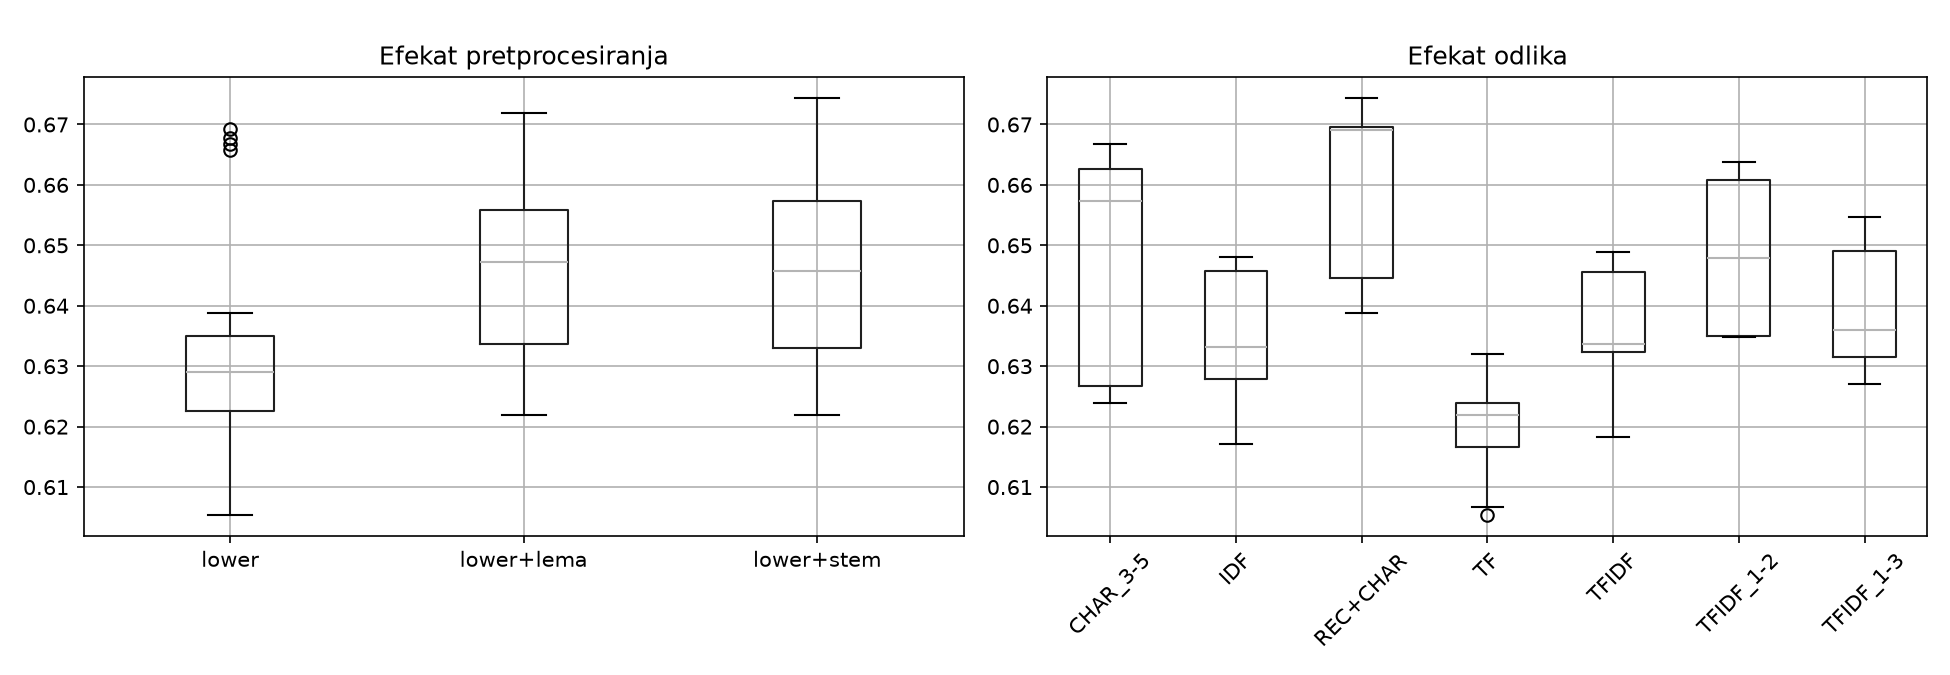 Efekat pretprocesiranja
0.67
0.66
0.65
0.64
0.63
0.62
0.61
lower
lower+lema
lower+stem
Efekat odlika
0.67
0.66
0.65
0.64
0.63
0.62
0.61
CHAR_3-5
IDF
REC+CHAR
TF
TFIDF
TFIDF_1-2
TFIDF_1-3